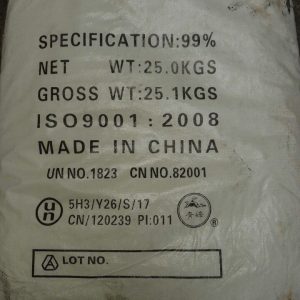 SPECIFICATION:99%
NET WT:25.0KGS
GROSS WT:25.1KGS
ISO9001:2008
MADE IN CHINA
UN NO.1823 CN NO.82001
un 5H3/Y26/S/17
CN/120239 PI:011
®
A LOT NO.